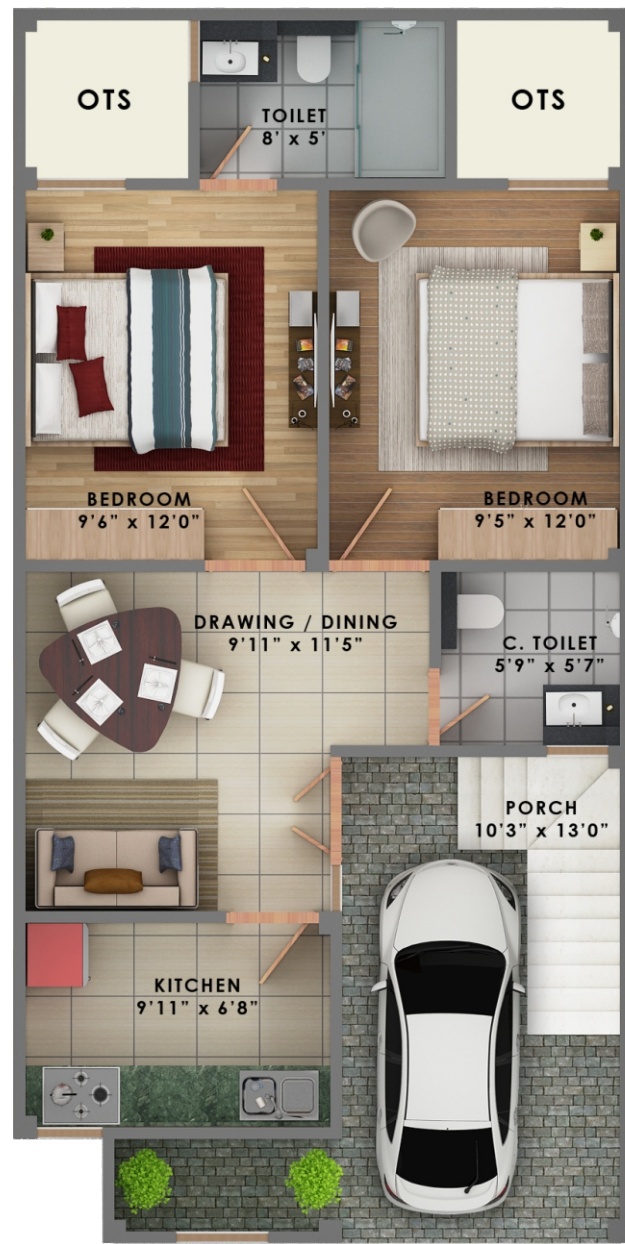 OTS
TOILET
8' x 5'
OTS
BEDROOM
9'6" x 12'0"
BEDROOM
9'5" x 12'0"
DRAWING / DINING
9'11" x 11'5"
C. TOILET
5'9" x 5'7"
PORCH
10'3" x 13'0"
KITCHEN
9'11" x 6'8"